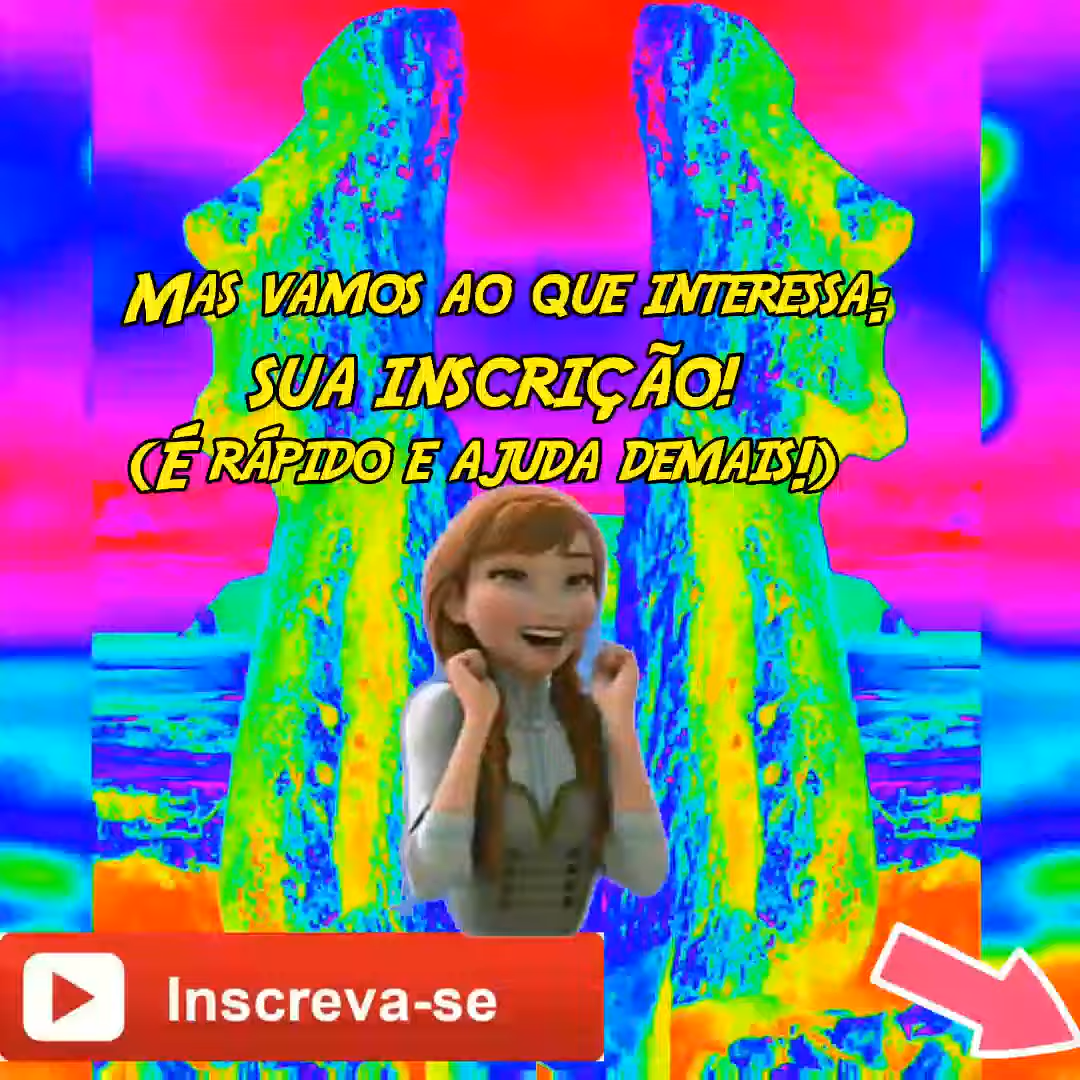 Mas vamos ao que interessa:
sua inscrição!
(É rápido e ajuda demais!)
Inscreva-se